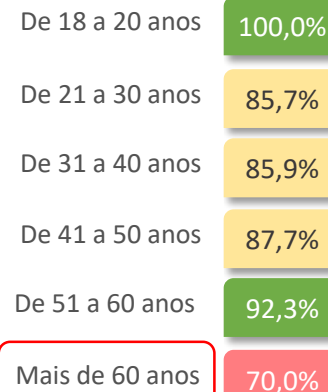 De 18 a 20 anos 100,0%
De 21 a 30 anos 85,7%
De 31 a 40 anos 85,9%
De 41 a 50 anos 87,7%
De 51 a 60 anos 92,3%
Mais de 60 anos 70,0%